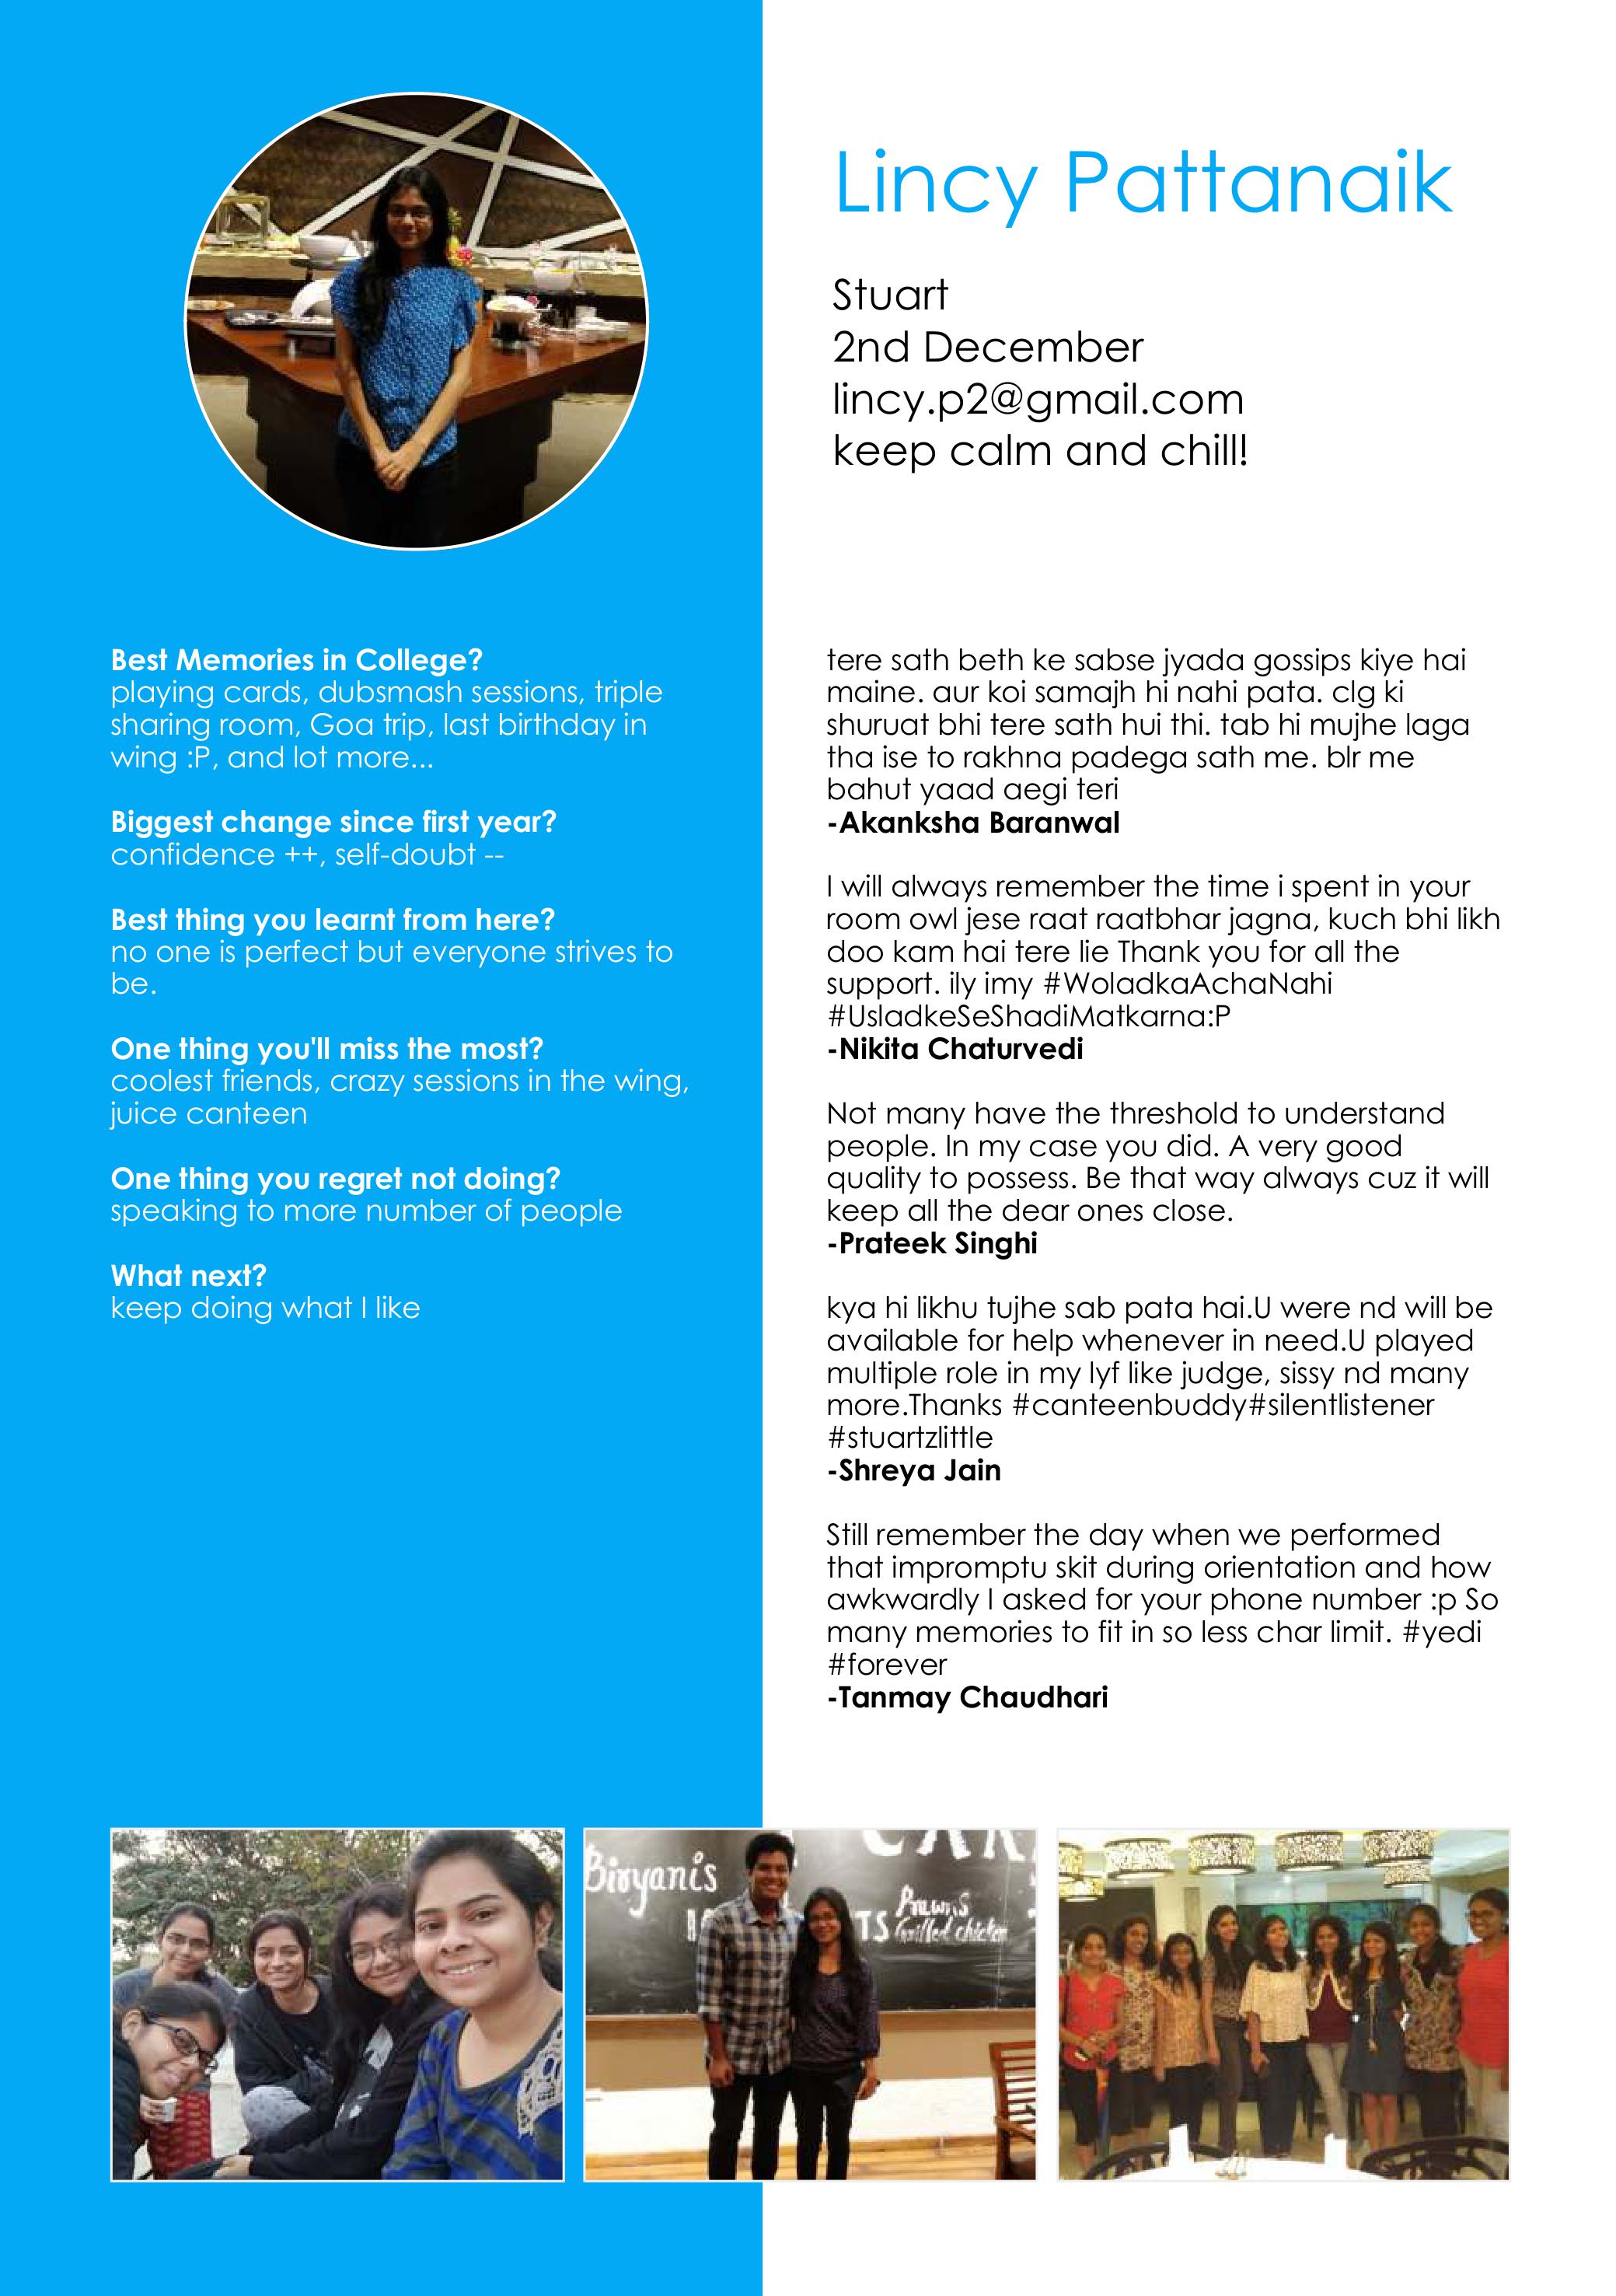 Lincy Pattanaik
Stuart
2nd December
lincy.p2@gmail.com
keep calm and chill!
Best Memories in College?
playing cards, dubsmash sessions, triple
sharing room, Goa trip, last birthday in
wing :P, and lot more...
Biggest change since first year?
confidence ++, self-doubt --
Best thing you learnt from here?
no one is perfect but everyone strives to
be.
One thing you'll miss the most?
coolest friends, crazy sessions in the wing,
juice canteen
One thing you regret not doing?
speaking to more number of people
What next?
keep doing what I like
tere sath beth ke sabse jyada gossips kiye hai
maine. aur koi samajh hi nahi pata. clg ki
shuruat bhi tere sath hui thi. tab hi mujhe laga
tha ise to rakhna padega sath me. blr me
bahut yaad aegi teri
-Akanksha Baranwal
I will always remember the time i spent in your
room owl jese raat raatbhar jagna, kuch bhi likh
doo kam hai tere lie Thank you for all the
support. ily imy #WoladkaAchaNahi
#UsladkeSeShadiMatkarna:P
-Nikita Chaturvedi
Not many have the threshold to understand
people. In my case you did. A very good
quality to possess. Be that way always cuz it will
keep all the dear ones close.
-Prateek Singhi
kya hi likhu tujhe sab pata hai.U were nd will be
available for help whenever in need.U played
multiple role in my lyf like judge, sissy nd many
more.Thanks #canteenbuddy#silentlistener
#stuartzlittle
-Shreya Jain
Still remember the day when we performed
that impromptu skit during orientation and how
awkwardly I asked for your phone number :p So
many memories to fit in so less char limit. #yedi
#forever
-Tanmay Chaudhari
Biryanis
Prawns
TS Grilled chicken